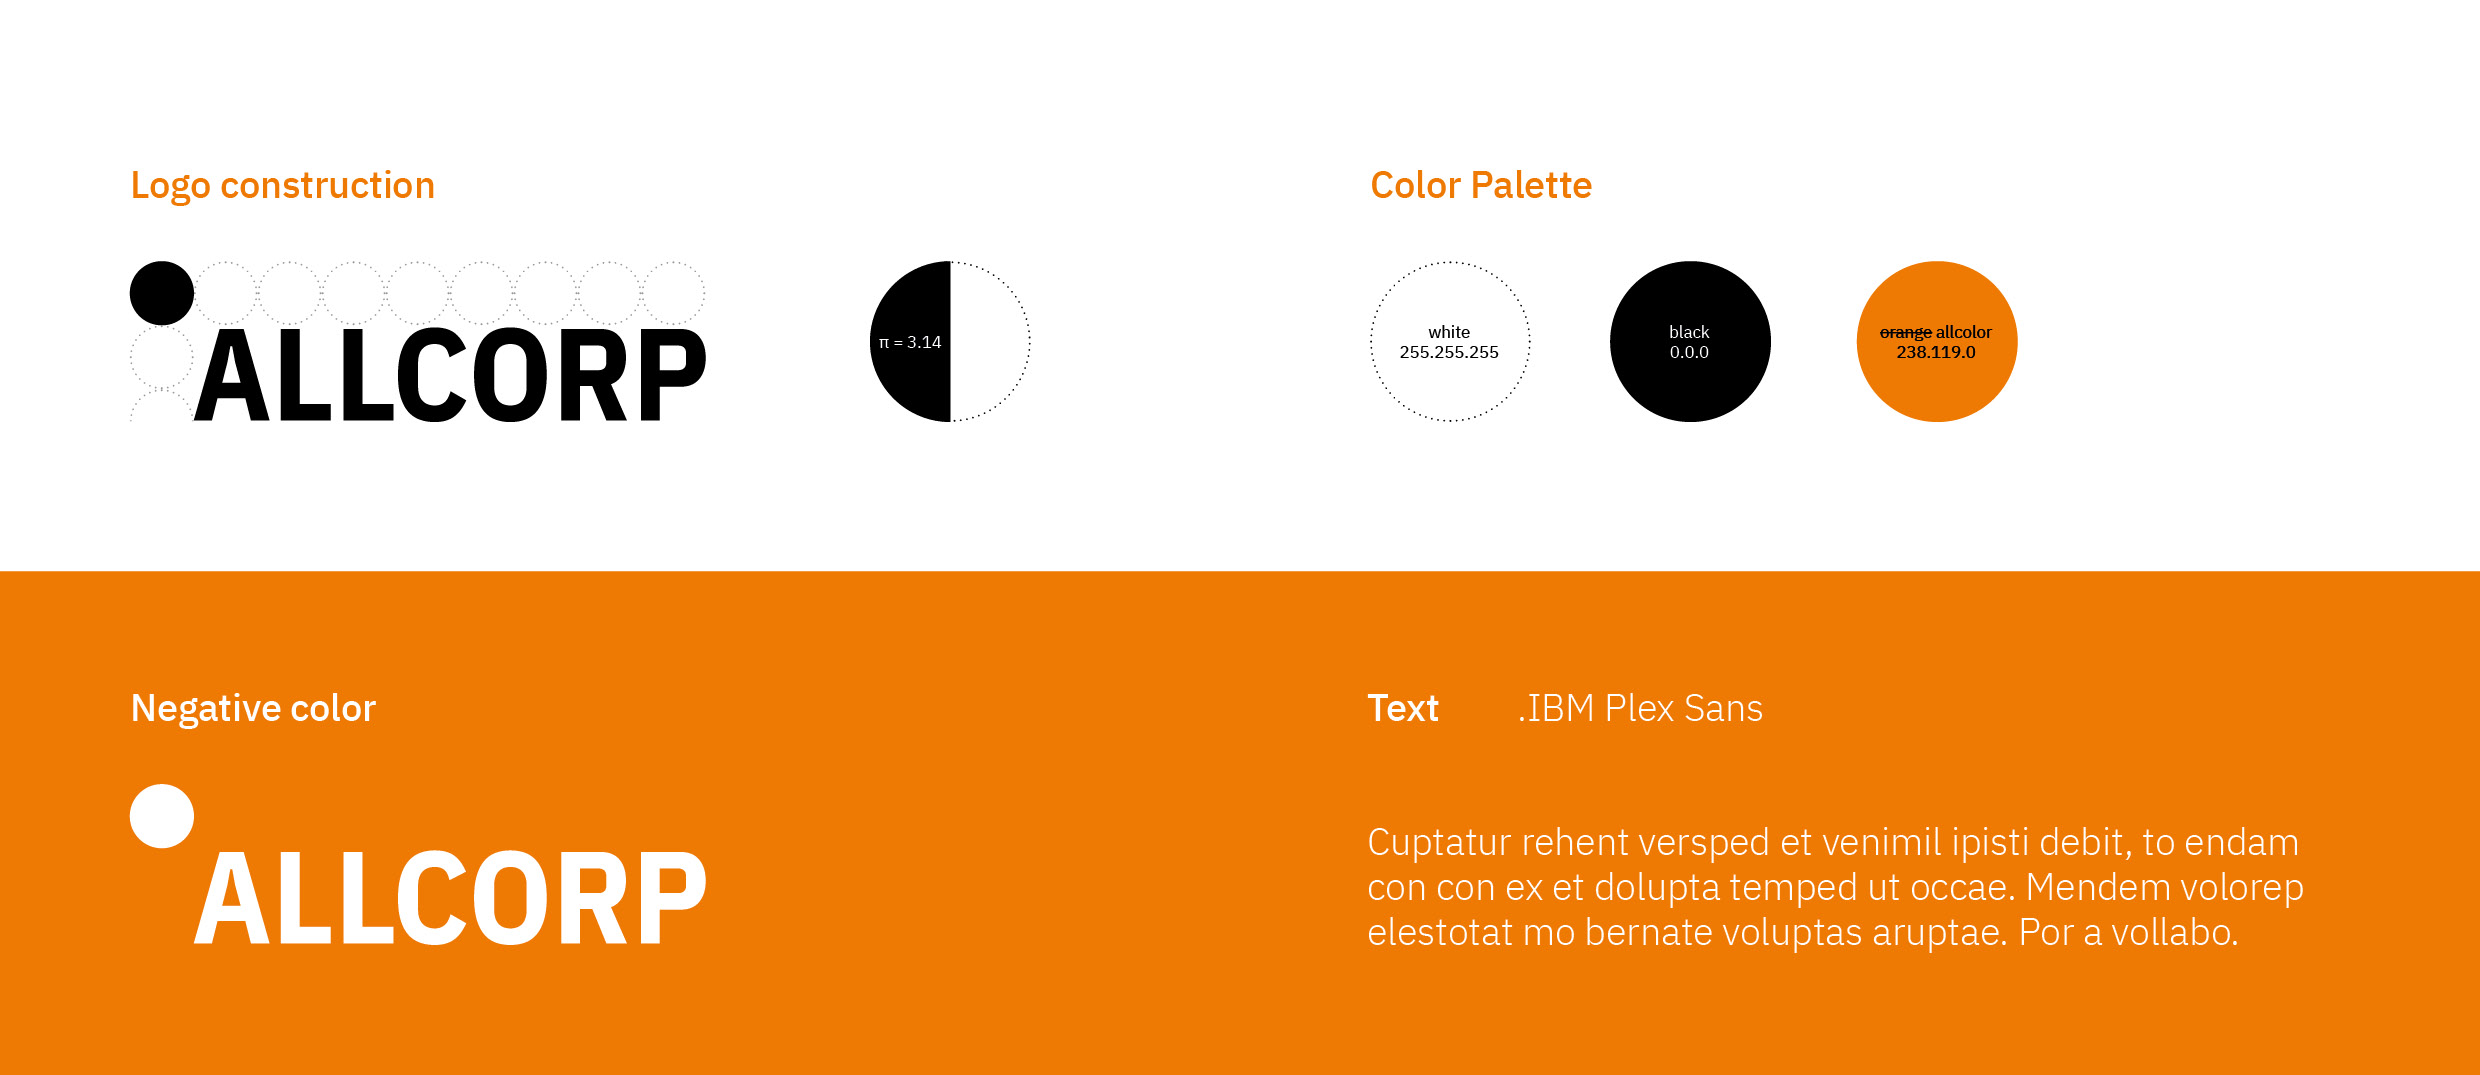 Logo construction
ALLCORP
π = 3.14
Color Palette
white
255.255.255
black
0.0.0
orange allcolor
238.119.0
Negative color
ALLCORP
Text .IBM Plex Sans
Cuptatur rehent versped et venimil ipisti debit, to endam
con con ex et dolupta temped ut occae. Mendem volorep
elestotat mo bernate voluptas aruptae. Por a vollabo.